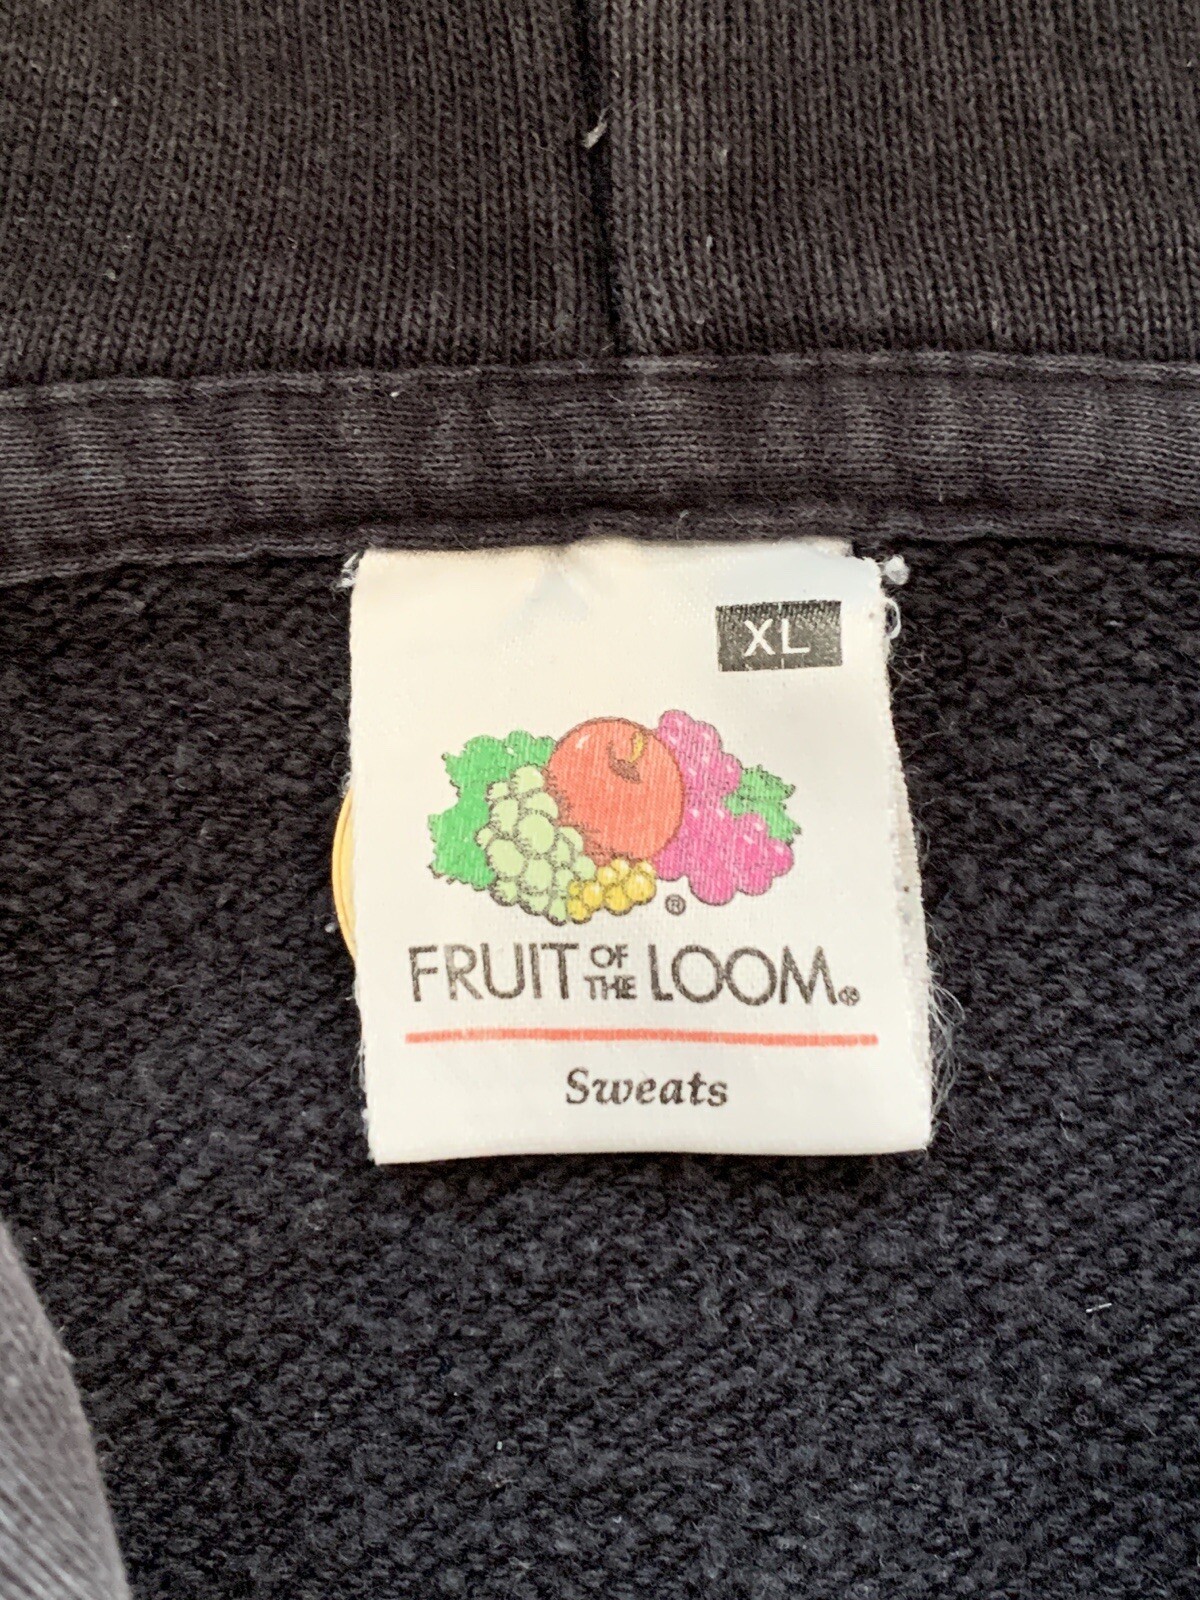 XL
®
FRUIT OF THE LOOM®
Sweats